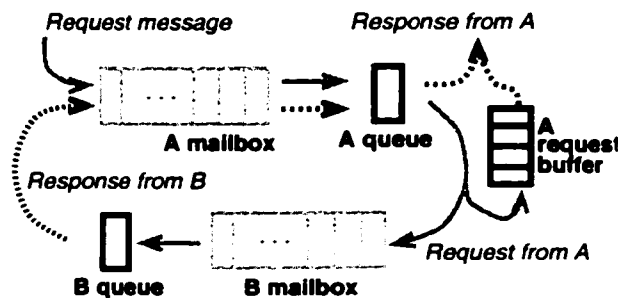 Request message
Response from A
...
A mailbox
A queue
A
request
buffer
Response from B
...
Request from A
B queue
B mailbox